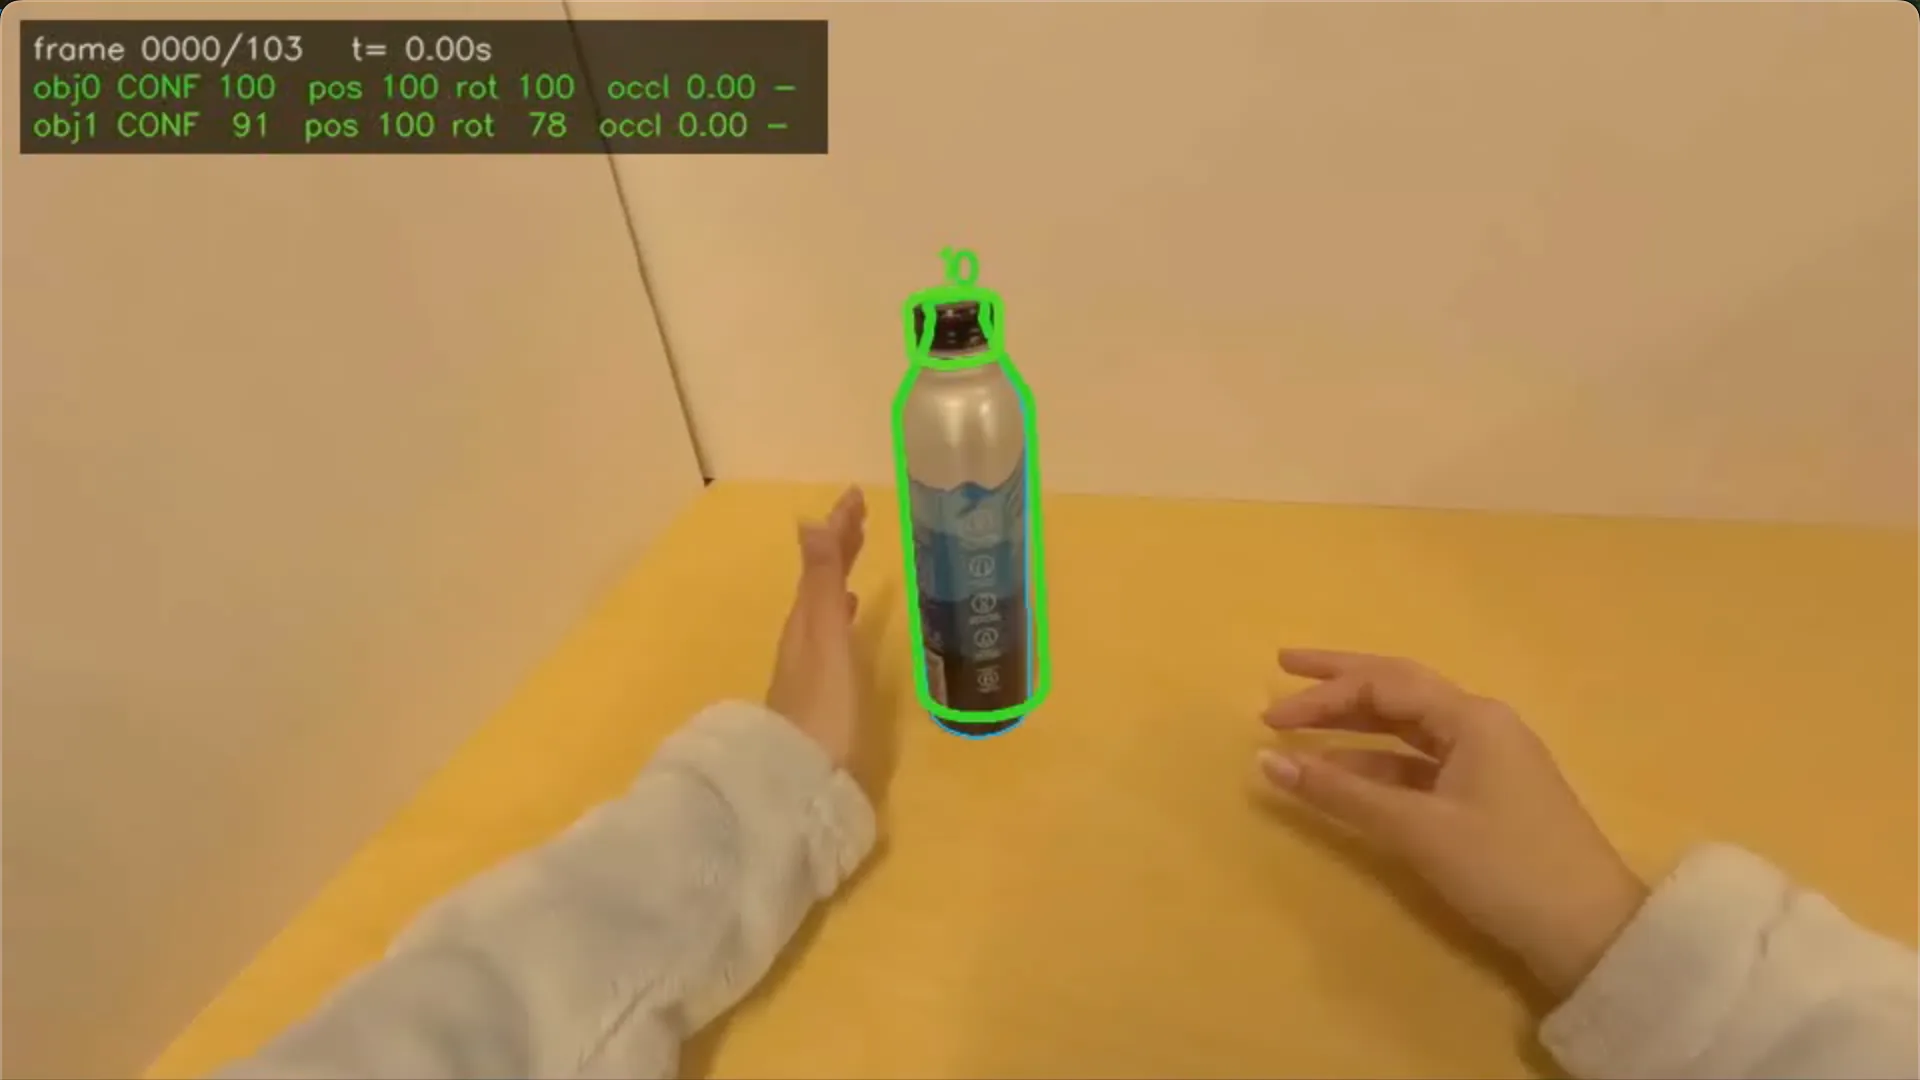 frame 0000/103 t= 0.00s
obj0 CONF 100 pos 100 rot 100 occl 0.00 –
obj1 CONF 91 pos 100 rot 78 occl 0.00 –